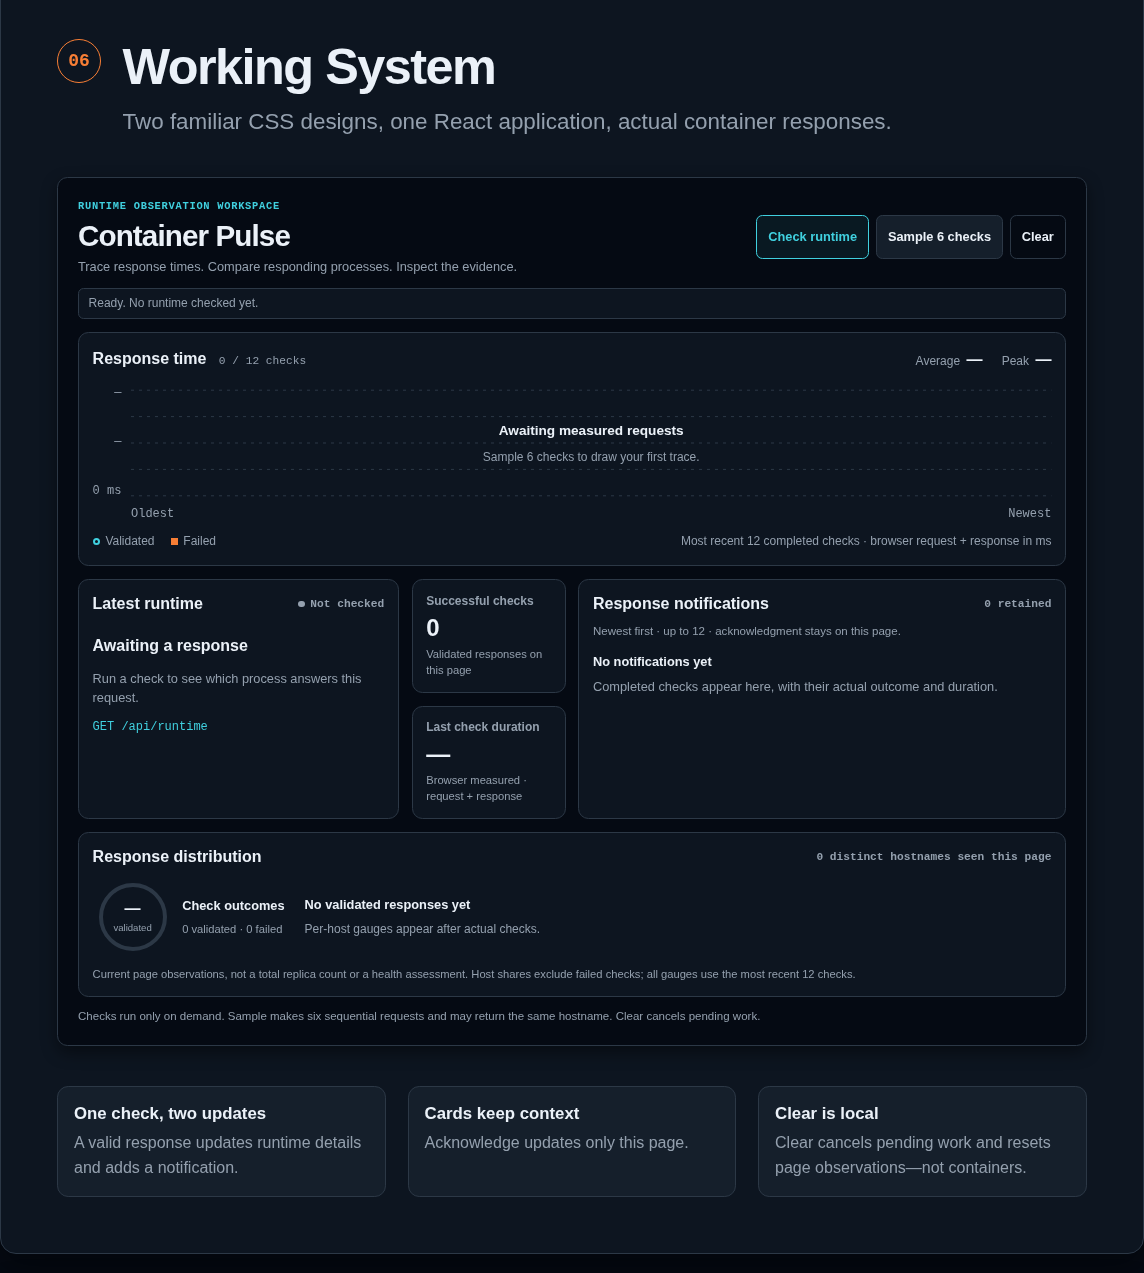 06
Working System
Two familiar CSS designs, one React application, actual container responses.
RUNTIME OBSERVATION WORKSPACE
Container Pulse
Trace response times. Compare responding processes. Inspect the evidence.
Check runtime
Sample 6 checks
Clear
Ready. No runtime checked yet.
Response time 0 / 12 checks
Average —
Peak —
—
—
0 ms
Awaiting measured requests
Sample 6 checks to draw your first trace.
Oldest
Newest
Validated
Failed
Most recent 12 completed checks · browser request + response in ms
Latest runtime
Not checked
Awaiting a response
Run a check to see which process answers this
request.
GET /api/runtime
Successful checks
0
Validated responses on
this page
Last check duration
—
Browser measured ·
request + response
Response notifications
0 retained
Newest first · up to 12 · acknowledgment stays on this page.
No notifications yet
Completed checks appear here, with their actual outcome and duration.
Response distribution
0 distinct hostnames seen this page
—
validated
Check outcomes
0 validated · 0 failed
No validated responses yet
Per-host gauges appear after actual checks.
Current page observations, not a total replica count or a health assessment. Host shares exclude failed checks; all gauges use the most recent 12 checks.
Checks run only on demand. Sample makes six sequential requests and may return the same hostname. Clear cancels pending work.
One check, two updates
A valid response updates runtime details
and adds a notification.
Cards keep context
Acknowledge updates only this page.
Clear is local
Clear cancels pending work and resets
page observations—not containers.